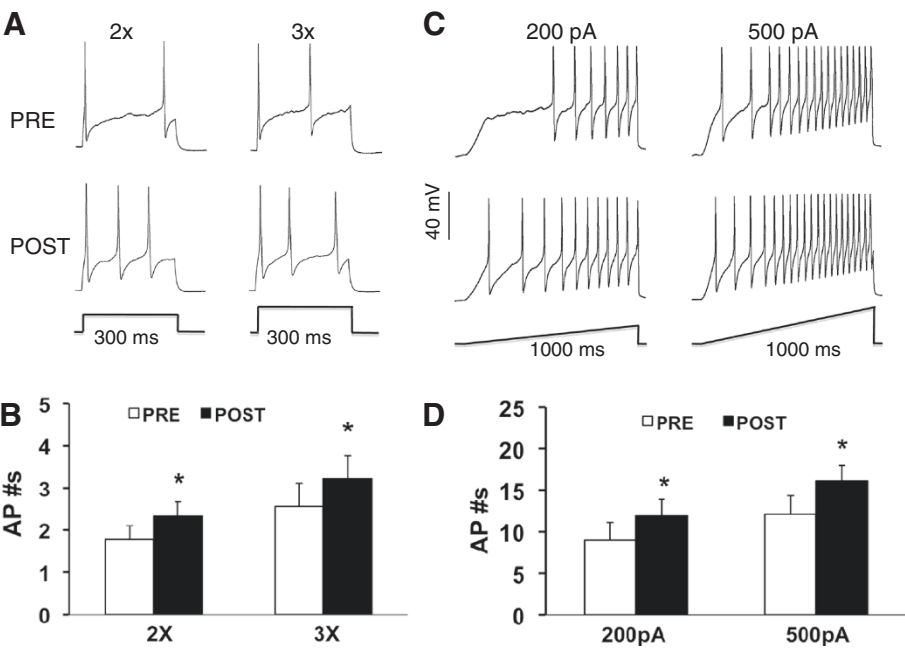 A
2x
3x
PRE
POST
300 ms
300 ms
C
200 pA
500 pA
40 mV
1000 ms
1000 ms
B
5
4
3
2
1
0
AP #s
PRE
POST
*
*
2X
3X
D
25
20
15
10
5
0
AP #s
PRE
POST
*
*
200pA
500pA